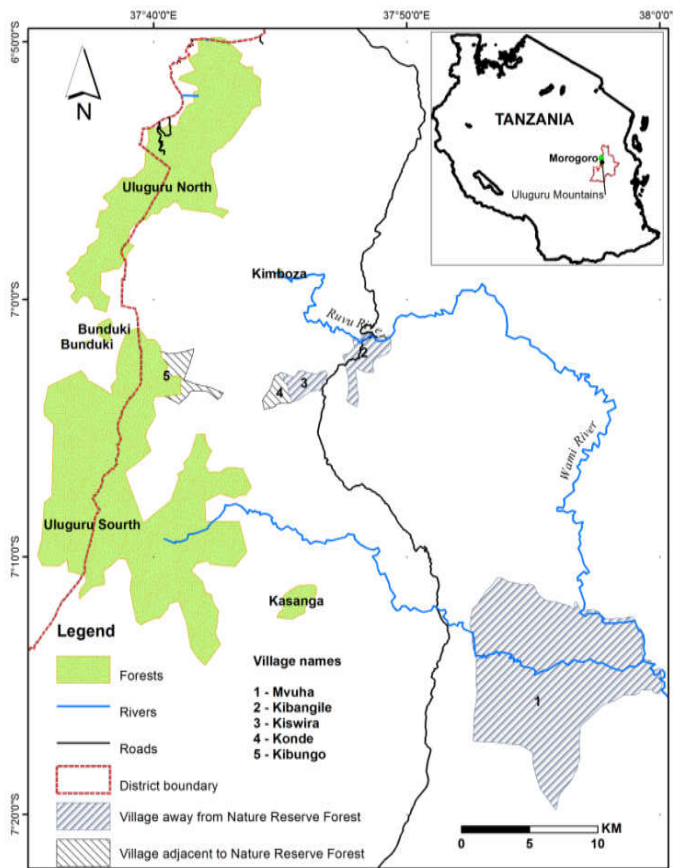 37°40'0"E
37°50'0"E
38°0'0"E
6°50'0"S
7°0'0"S
7°10'0"S
7°20'0"S
N
TANZANIA
Morogoro
Uluguru Mountains
Uluguru North
Kimboza
Ruvu River
Bunduki
Bunduki
5
4
3
2
Wami River
Uluguru Sourth
Kasanga
1
Legend
Forests
Rivers
Roads
District boundary
Village away from Nature Reserve Forest
Village adjacent to Nature Reserve Forest
Village names
1 - Mvuha
2 - Kibangile
3 - Kiswira
4 - Konde
5 - Kibungo
KM
0 5 10